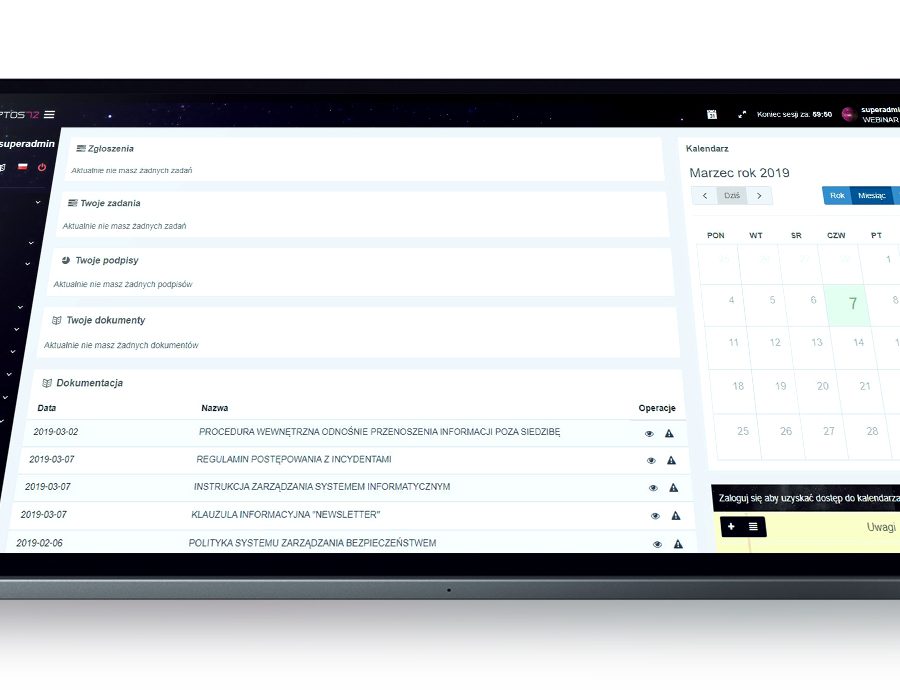 PTOS72
Koniec sesji za: 59:50
superadmin
WEBINAR
superadmin
Zgłoszenia
Aktualnie nie masz żadnych zadań
Twoje zadania
Aktualnie nie masz żadnych zadań
Twoje podpisy
Aktualnie nie masz żadnych podpisów
Twoje dokumenty
Aktualnie nie masz żadnych dokumentów
Dokumentacja
Data Nazwa Operacje
2019-03-02 PROCEDURA WEWNĘTRZNA ODNOŚNIE PRZENOSZENIA INFORMACJI POZA SIEDZIBĘ
2019-03-07 REGULAMIN POSTĘPOWANIA Z INCYDENTAMI
2019-03-07 INSTRUKCJA ZARZĄDZANIA SYSTEMEM INFORMATYCZNYM
2019-03-07 KLAUZULA INFORMACYJNA "NEWSLETTER"
2019-02-06 POLITYKA SYSTEMU ZARZĄDZANIA BEZPIECZEŃSTWEM
Kalendarz
Marzec rok 2019
Dziś Rok Miesiąc
PON WT ŚR CZW PT
1
4 5 6 7 8
11 12 13 14
18 19 20 21
25 26 27 28
Zaloguj się aby uzyskać dostęp do kalendarza
Uwagi